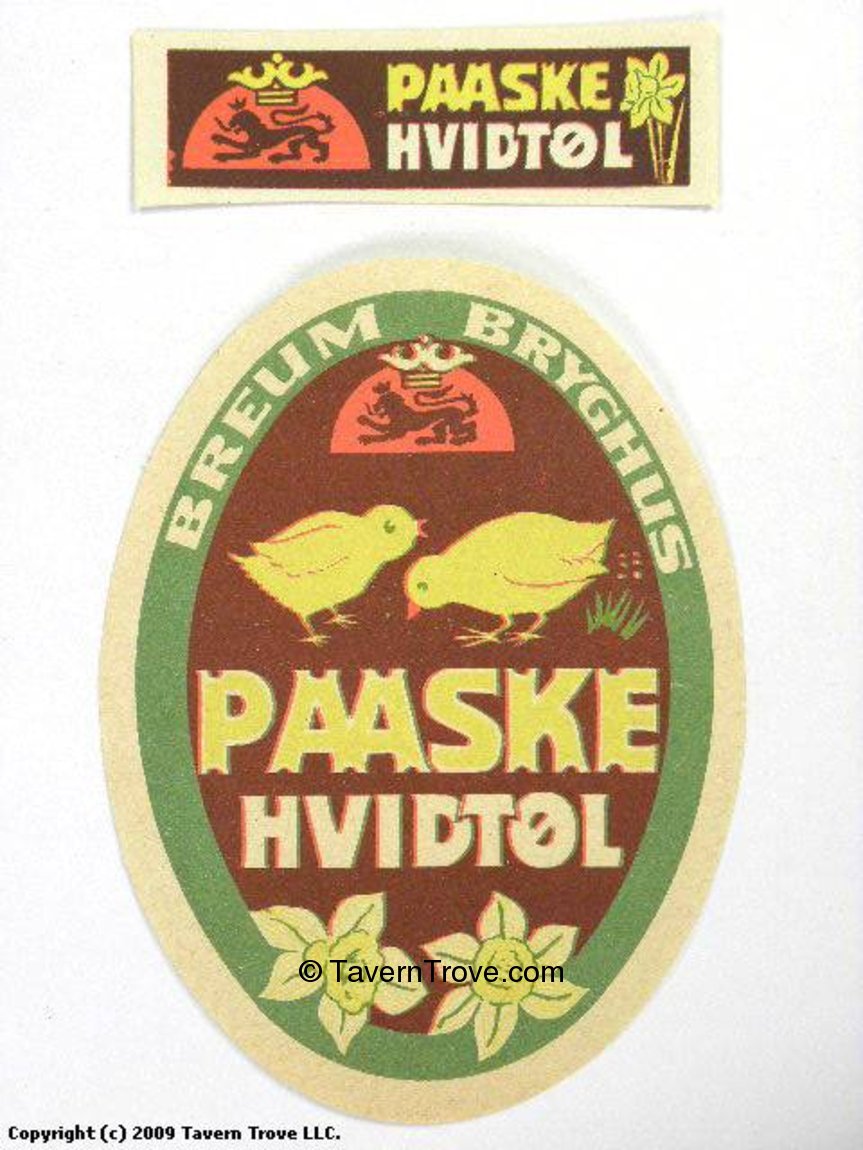 PAASKE
HVIDTØL
BREUM BRYGHUS
PAASKE
HVIDTØL
© TavernTrove.com
Copyright (c) 2009 Tavern Trove LLC.